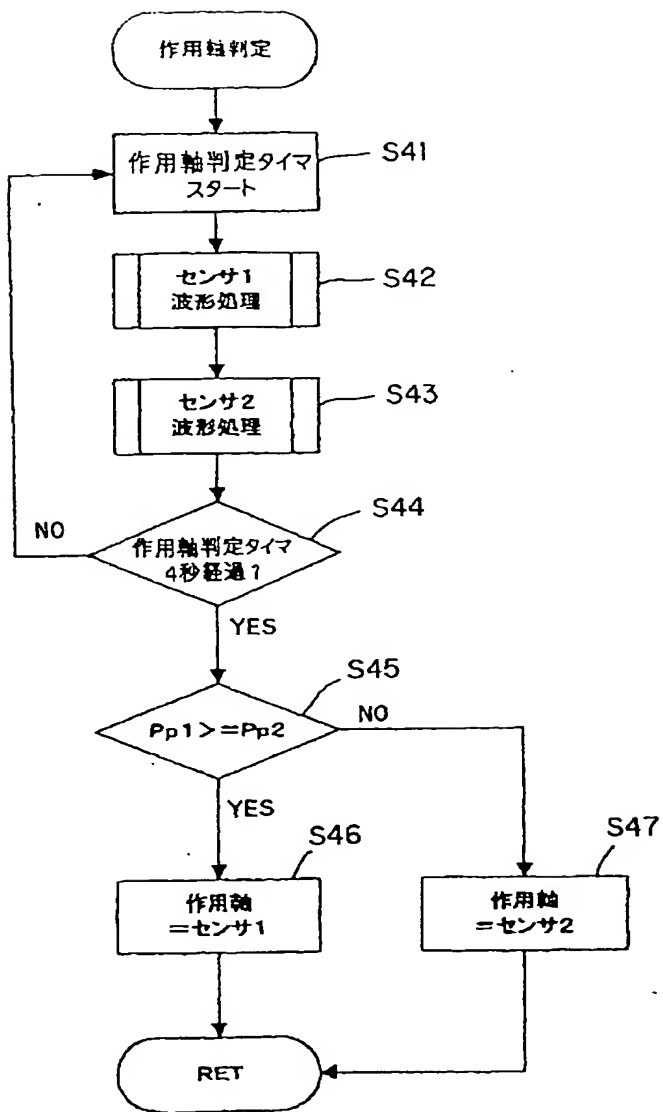 作用軸判定
作用軸判定タイマ
スタート
S41
センサ1
波形処理
S42
センサ2
波形処理
S43
S44
NO
作用軸判定タイマ
4秒経過?
YES
S45
Pp1>=Pp2
NO
YES
S46
S47
作用軸
=センサ1
作用軸
=センサ2
RET